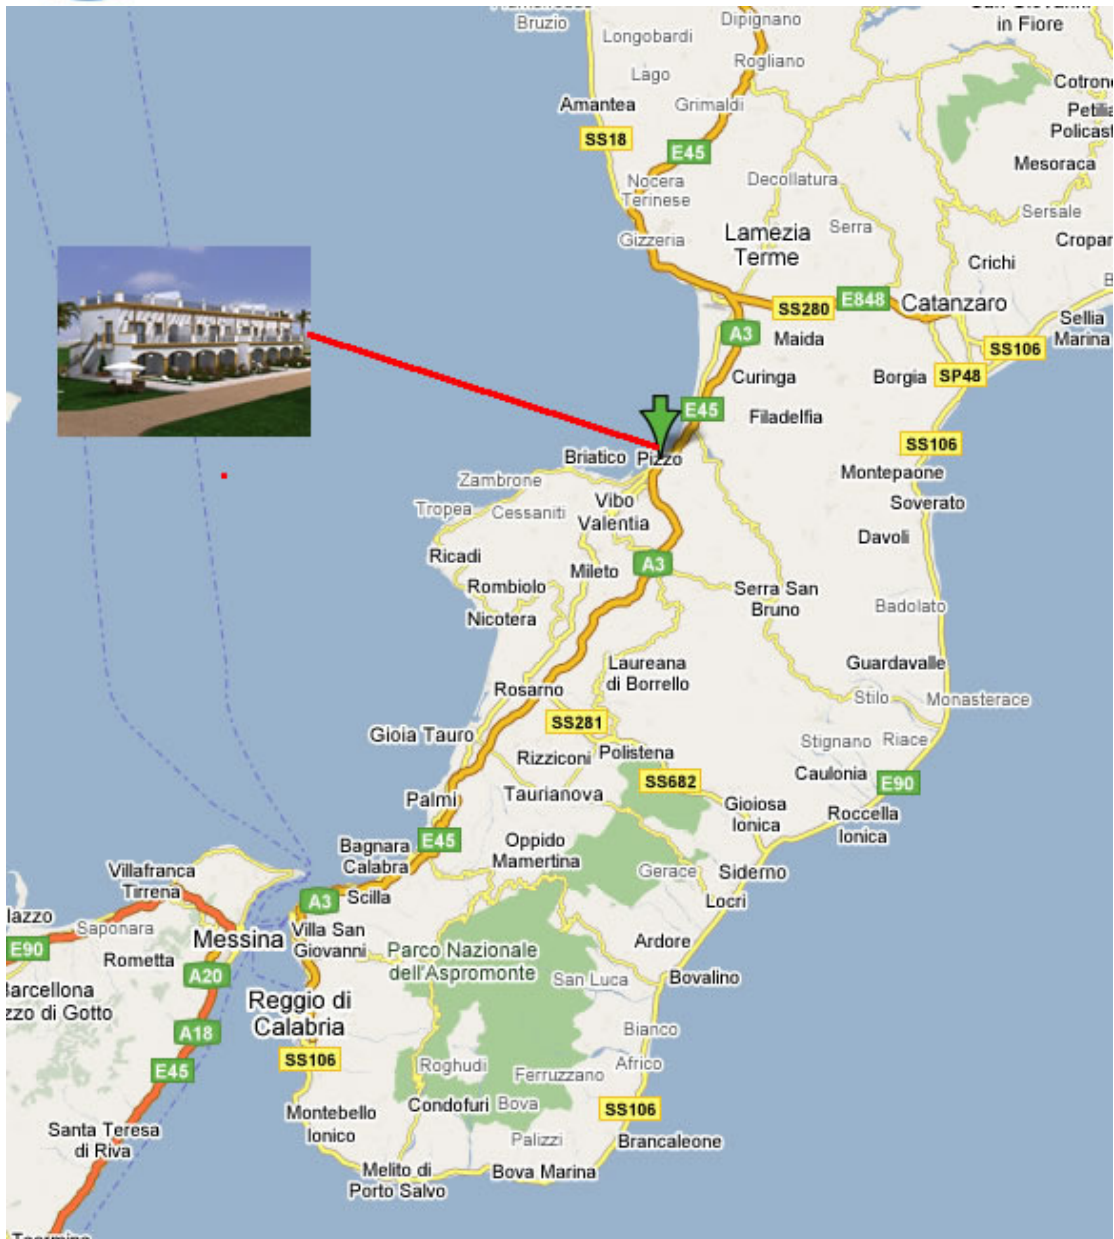 Bruzio
Longobardi
Dipignano
in Fiore
Lago
Rogliano
Amantea
Grimaldi
Cotrone
Petilia
Policast
SS18
E45
Mesoraca
Nocera
Terinese
Decollatura
Sersale
Gizzeria
Lamezia
Terme
Serra
Cropan
Crichi
SS280
E848
Catanzaro
Sellia
Marina
A3
Maida
SS106
Curinga
Borgia
SP48
E45
Filadelfia
SS106
Briatico
Pizzo
Montepaone
Zambrone
Soverato
Tropea
Cessaniti
Vibo
Valentia
Davoli
Ricadi
Mileto
A3
Rombiolo
Serra San
Bruno
Badolato
Nicotera
Laureana
di Borrello
Guardavalle
Rosarno
Stilo
Monasterace
SS281
Gioia Tauro
Stignano
Riace
Rizziconi
Polistena
SS682
Caulonia
E90
Palmi
Taurianova
Gioiosa
Ionica
Roccella
Ionica
E45
Bagnara
Calabra
Oppido
Mamertina
Villafranca
Tirrena
Gerace
Siderno
A3
Scilla
Locri
lazzo
Saponara
E90
Messina
Villa San
Giovanni
Ardore
Rometta
Parco Nazionale
dell'Aspromonte
A20
San Luca
Bovalino
Barcellona
zzo di Gotto
Reggio di
Calabria
A18
Bianco
SS106
E45
Roghudi
Ferruzzano
Africo
Montebello
Ionico
Condofuri
Bova
SS106
Santa Teresa
di Riva
Palizzi
Brancaleone
Melito di
Porto Salvo
Bova Marina